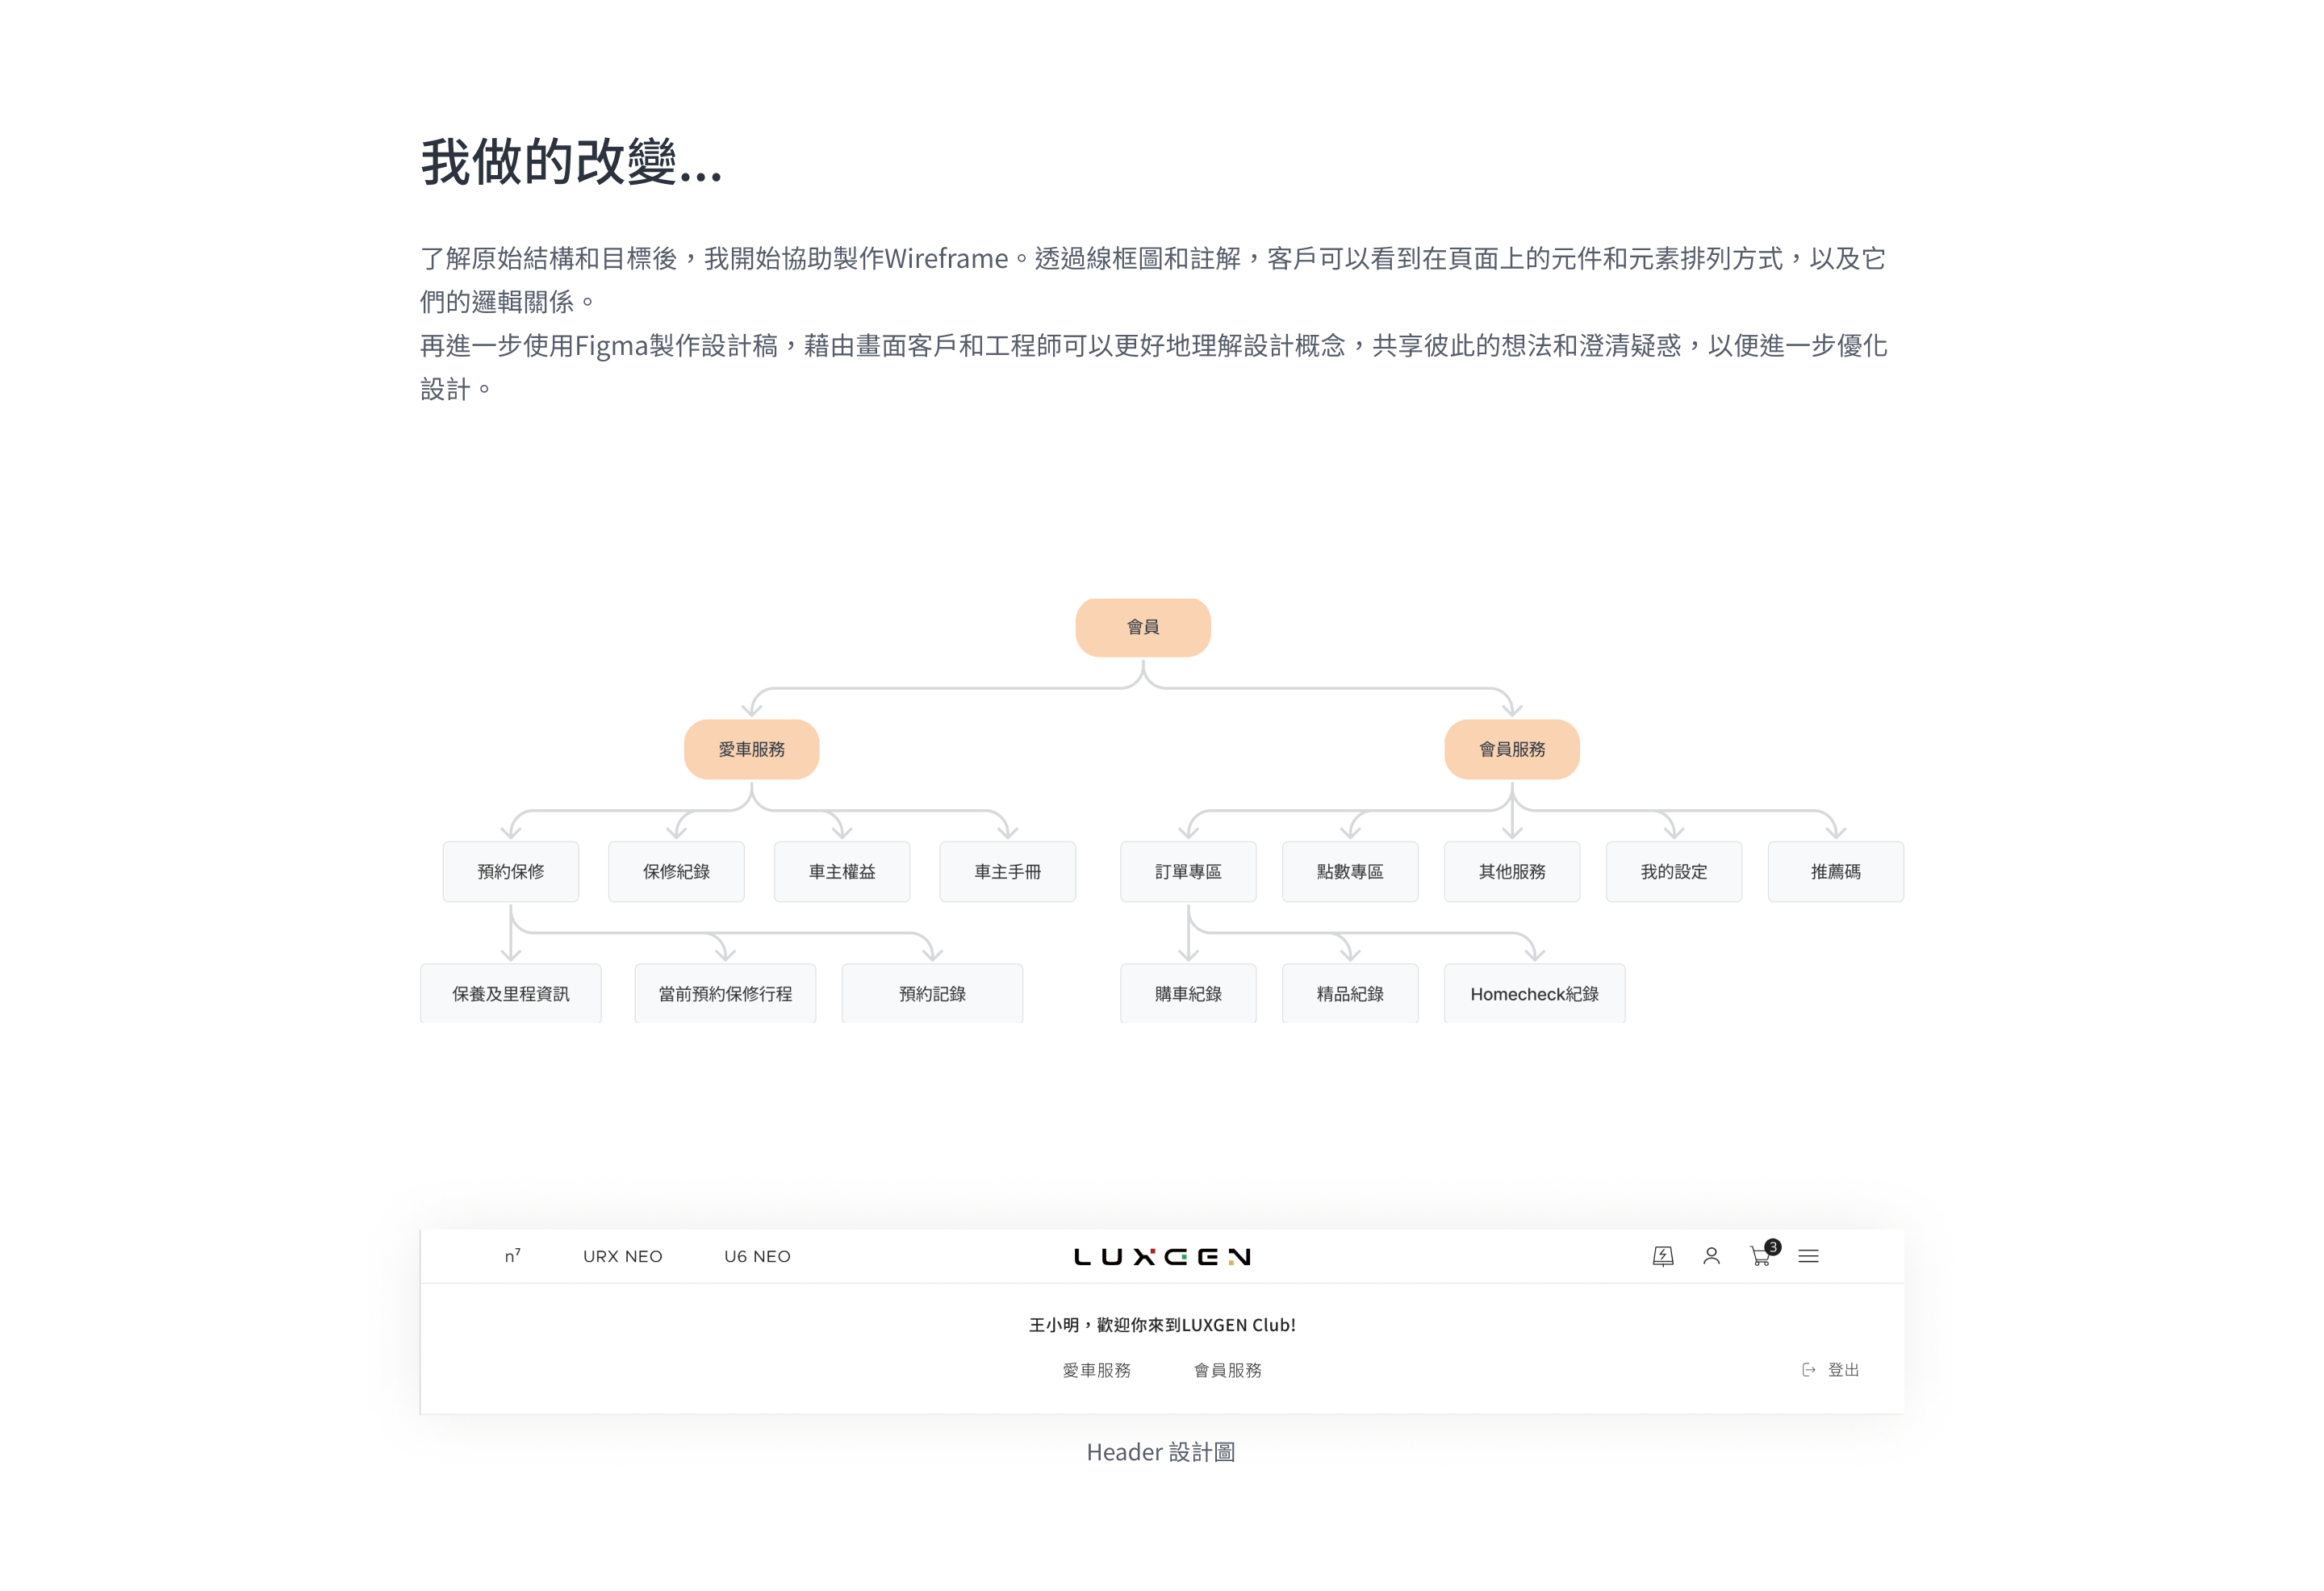 我做的改變...
了解原始結構和目標後，我開始協助製作Wireframe。透過線框圖和註解，客戶可以看到在頁面上的元件和元素排列方式，以及它
們的邏輯關係。
再進一步使用Figma製作設計稿，藉由畫面客戶和工程師可以更好地理解設計概念，共享彼此的想法和澄清疑惑，以便進一步優化
設計。
會員
愛車服務
會員服務
預約保修
保修紀錄
車主權益
車主手冊
訂單專區
點數專區
其他服務
我的設定
推薦碼
保養及里程資訊
當前預約保修行程
預約記錄
購車紀錄
精品紀錄
Homecheck紀錄
n⁷
URX NEO
U6 NEO
LUXGEN
3
王小明，歡迎你來到LUXGEN Club!
愛車服務
會員服務
登出
Header 設計圖